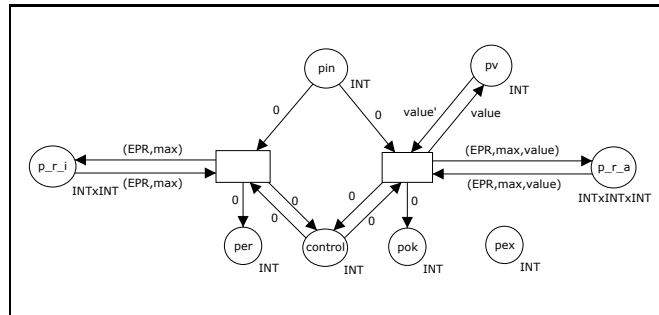 pin
INT
pv
INT
0
0
value'
value
p_r_i
INTxINT
(EPR,max)
(EPR,max)
(EPR,max,value)
(EPR,max,value)
p_r_a
INTxINTxINT
0
0
0
0
0
0
per
INT
control
INT
pok
INT
pex
INT